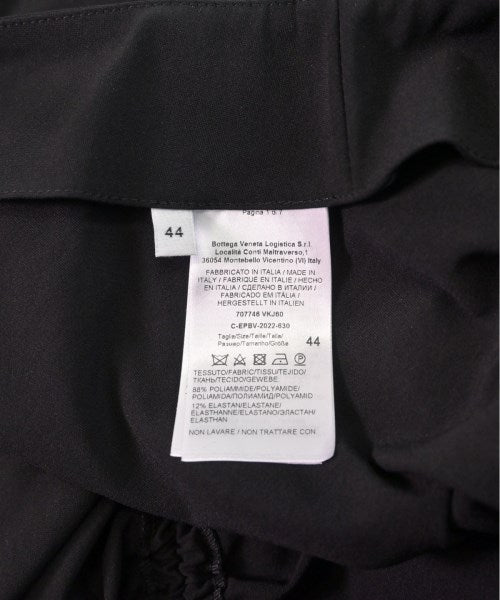 44
Pagina 1 di 7
Bottega Veneta Logistica S.r.l.
Località Conti Maltraverso,1
36054 Montebello Vicentino (VI) Italy
FABBRICATO IN ITALIA / MADE IN
ITALY / FABRIQUE EN ITALIE / HECHO
EN ITALIA / СДЕЛАНО В ИТАЛИИ /
FABRICADO EM ITÁLIA /
HERGESTELLT IN ITALIEN
707746 VKJ60
C-EPBV-2022-630
Taglia/Size/Taille/Talla/
Размер/Tamanho/Größe 44
TESSUTO/FABRIC/TISSU/TEJIDO/
ТКАНЬ/TECIDO/GEWEBE
88% POLIAMMIDE/POLYAMIDE/
POLIAMIDA/ПОЛИАМИД/POLYAMID
12% ELASTAN/ELASTANE/
ÉLASTHANNE/ELASTANO/ЭЛАСТАН/
ELASTHAN
NON LAVARE / NON TRATTARE CON